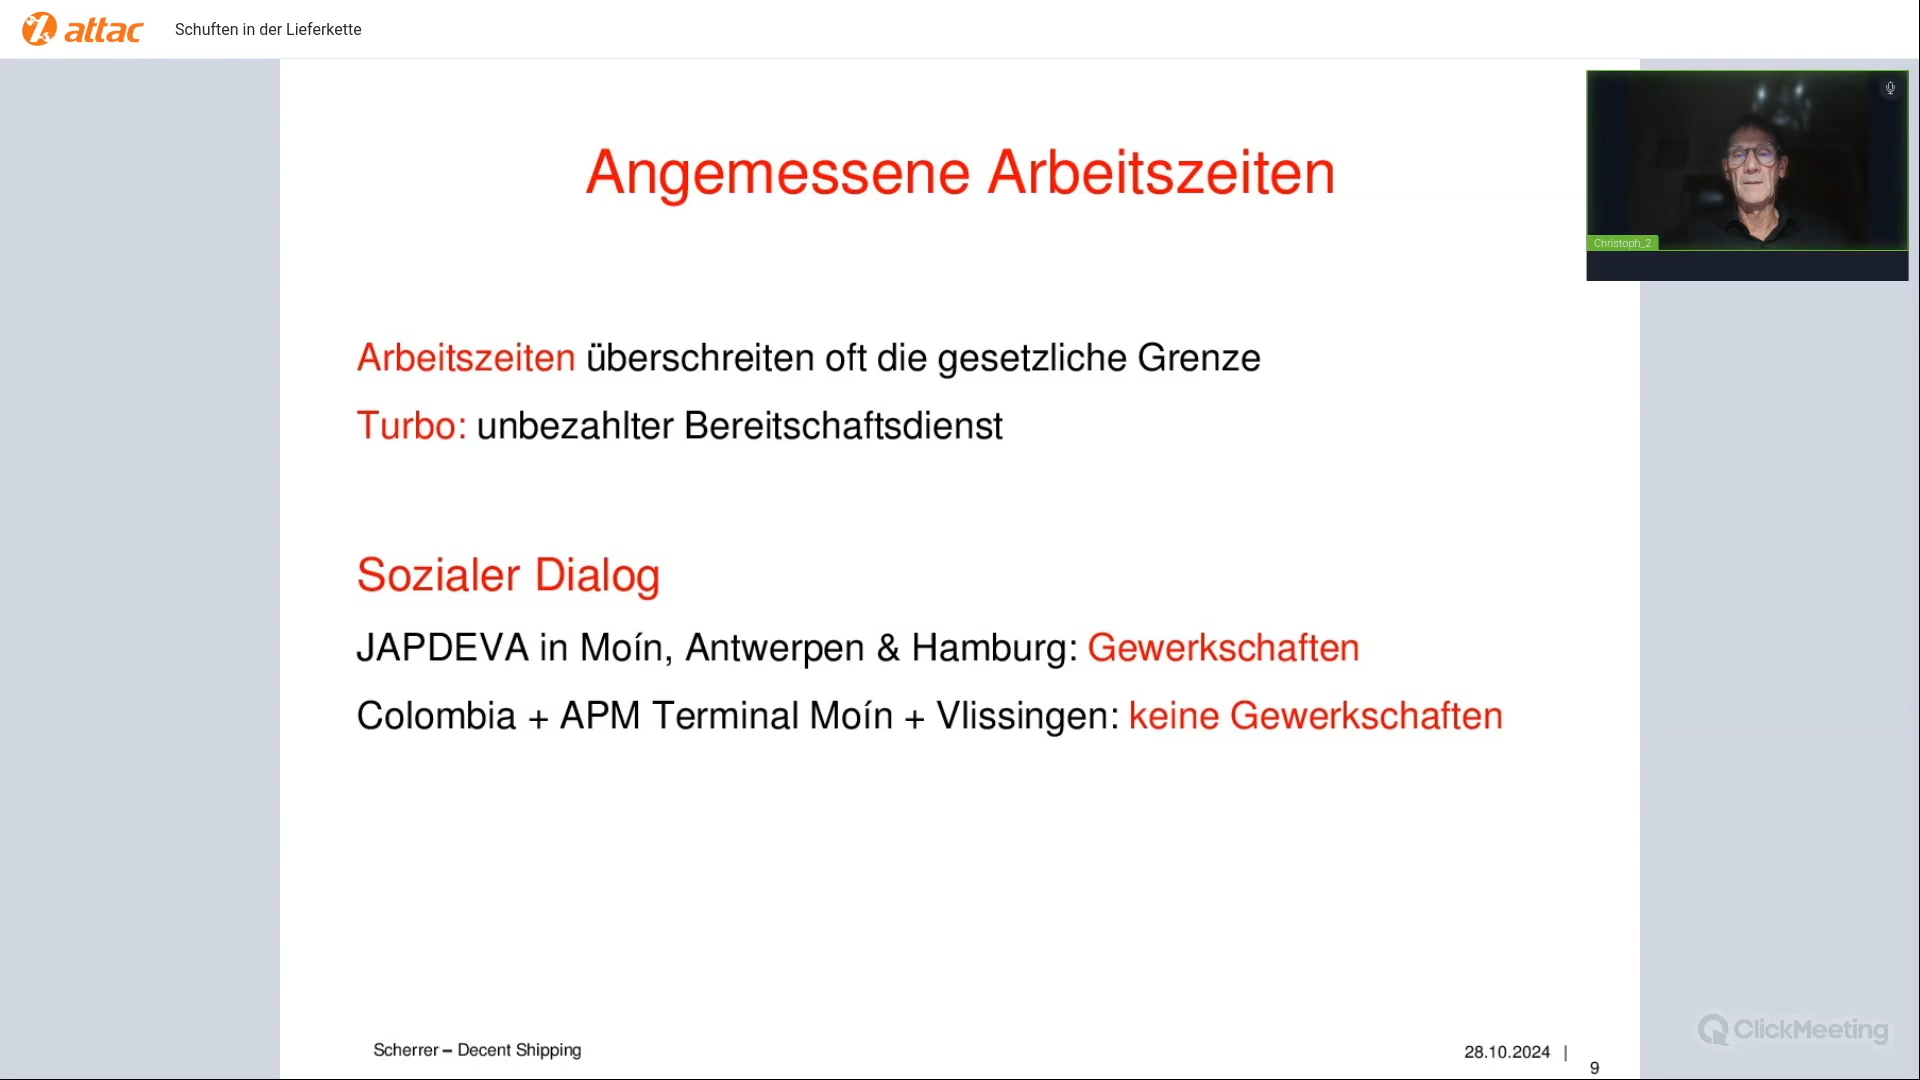 attac
Schuften in der Lieferkette
Angemessene Arbeitszeiten
Christoph_2
Arbeitszeiten überschreiten oft die gesetzliche Grenze
Turbo: unbezahlter Bereitschaftsdienst
Sozialer Dialog
JAPDEVA in Moín, Antwerpen & Hamburg: Gewerkschaften
Colombia + APM Terminal Moín + Vlissingen: keine Gewerkschaften
ClickMeeting
Scherrer – Decent Shipping
28.10.2024 |
9